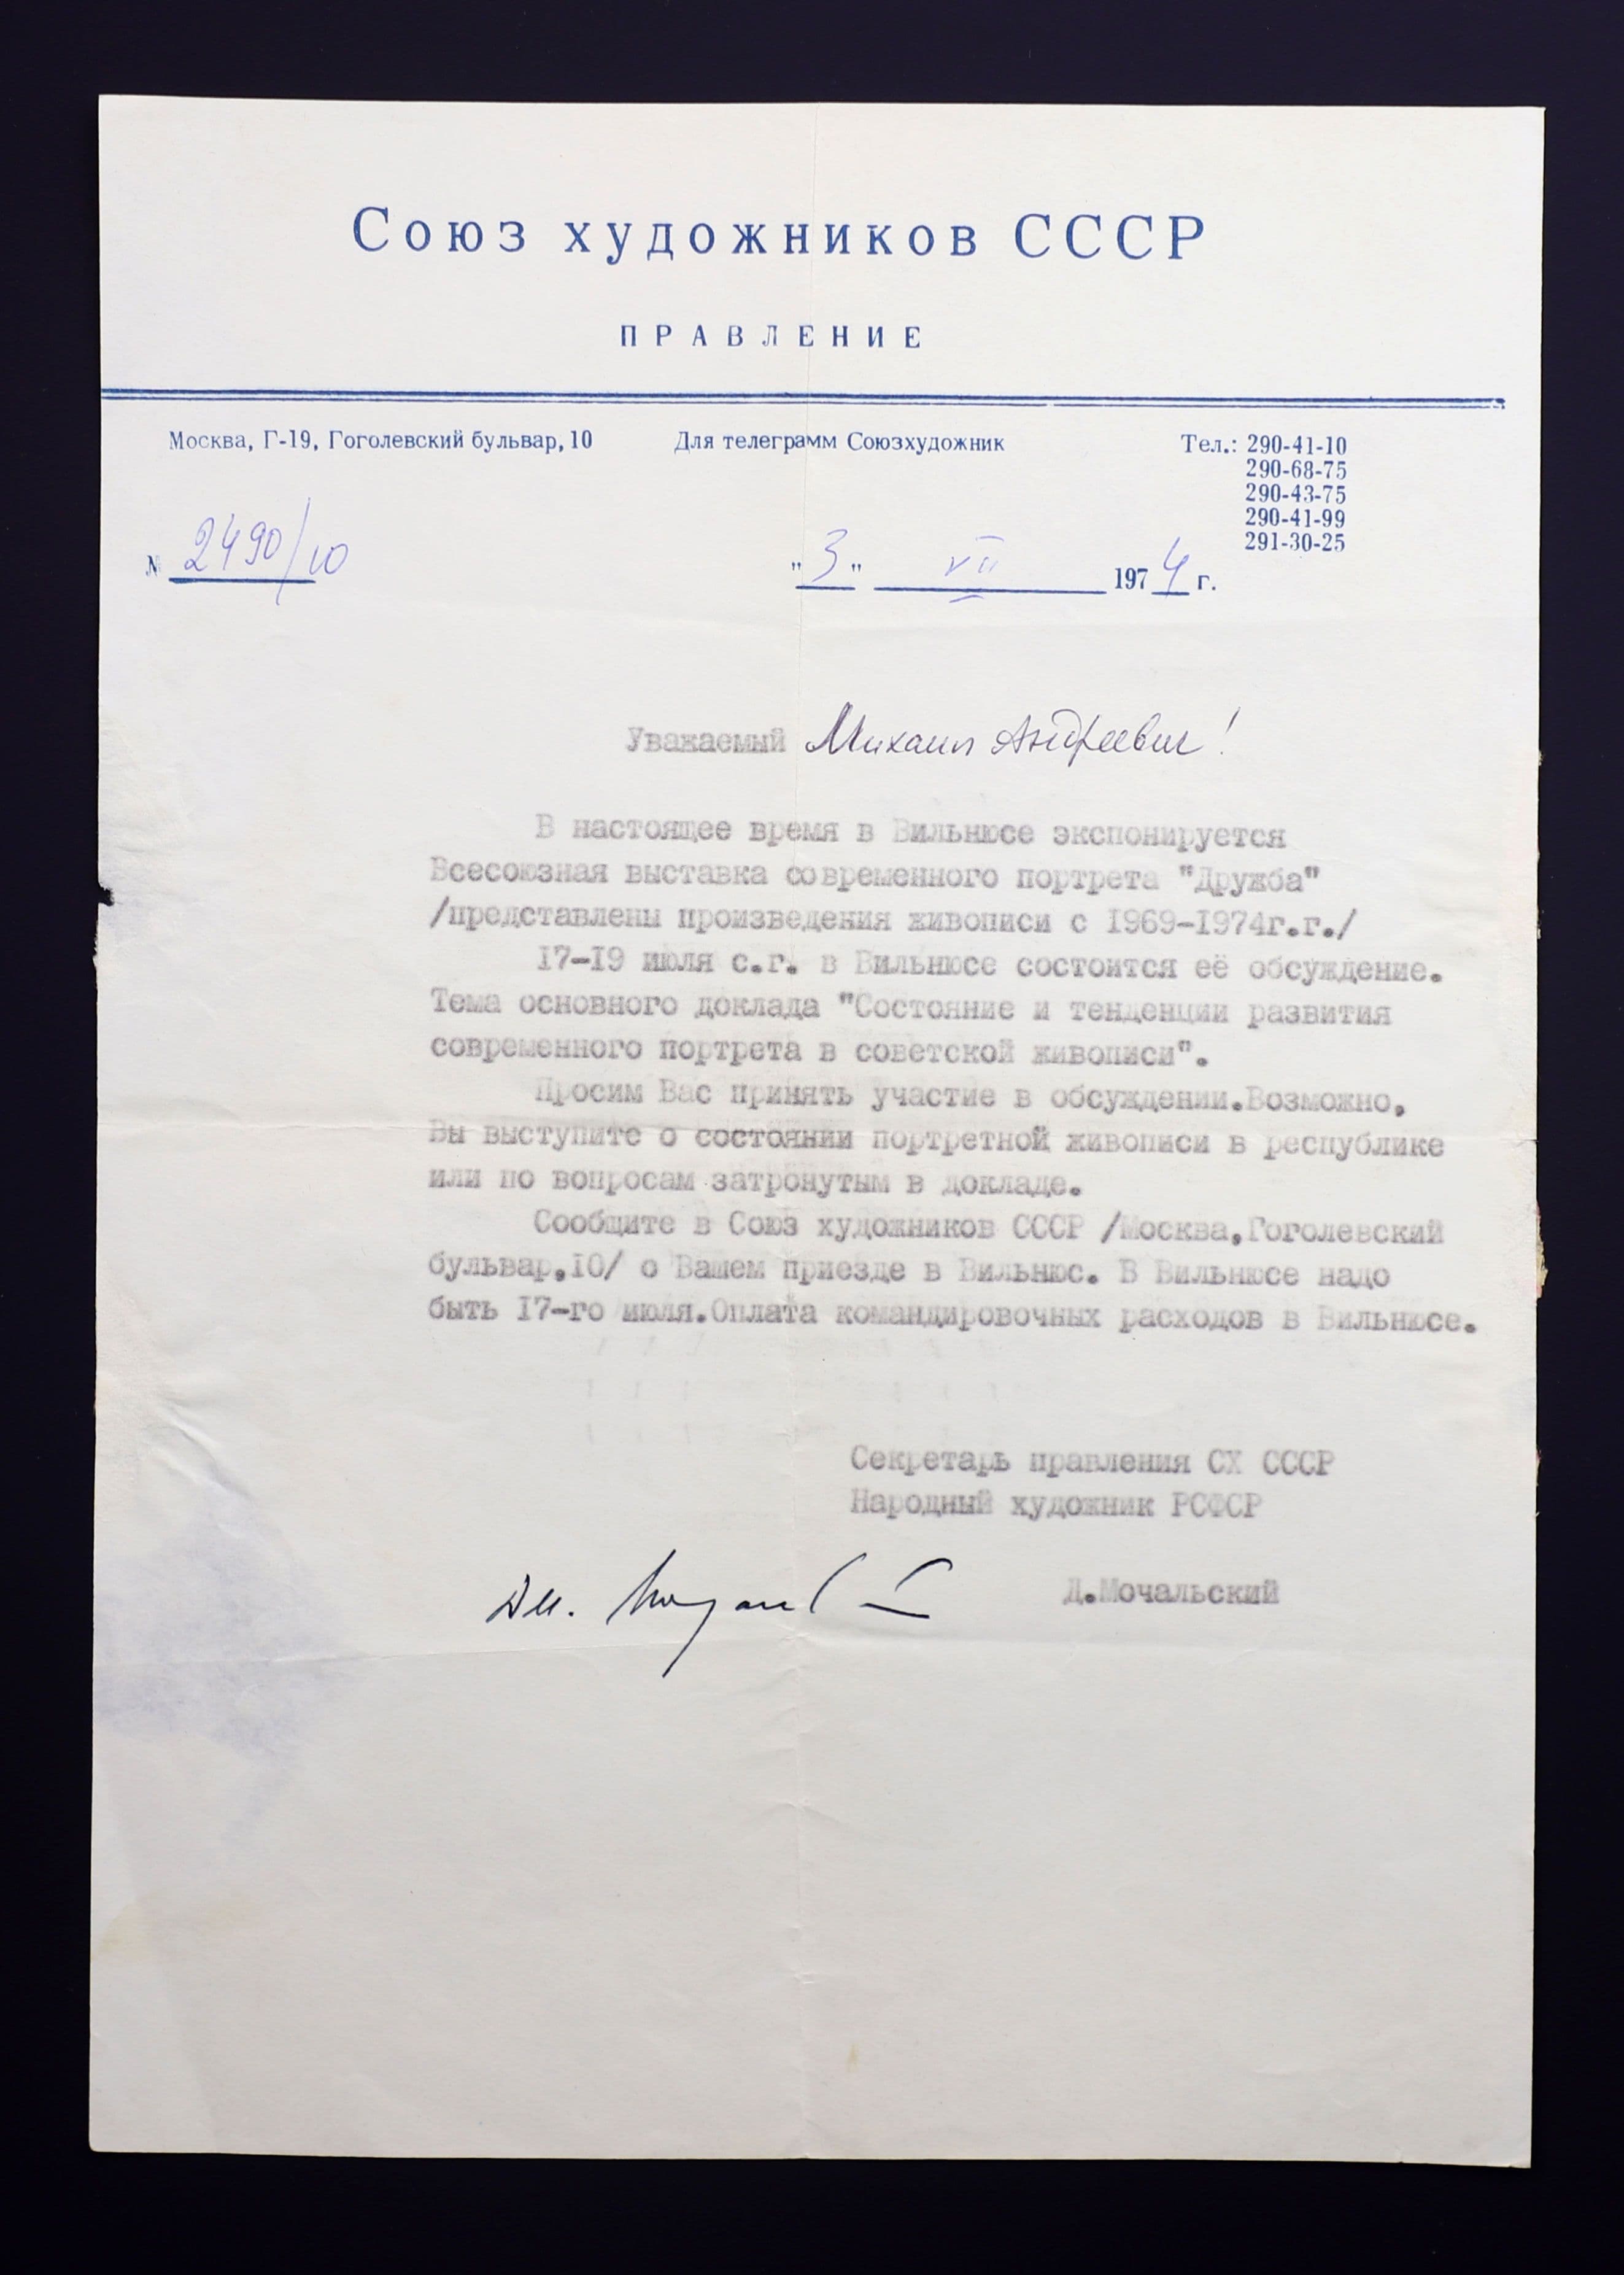 Союз художников СССР
ПРАВЛЕНИЕ
Москва, Г-19, Гоголевский бульвар, 10 Для телеграмм Союзхудожник Тел.: 290-41-10
290-68-75
290-43-75
290-41-99
291-30-25
№ 2490/10 "3" VII 1974 г.
Уважаемый Михаил Андреевич!
В настоящее время в Вильнюсе экспонируется
Всесоюзная выставка современного портрета "Дружба"
/представлены произведения живописи с 1969-1974г.г./
17-19 июля с.г. в Вильнюсе состоится её обсуждение.
Тема основного доклада "Состояние и тенденции развития
современного портрета в советской живописи".
Просим Вас принять участие в обсуждении.Возможно,
Вы выступите о состоянии портретной живописи в республике
или по вопросам затронутым в докладе.
Сообщите в Союз художников СССР /Москва,Гоголевский
бульвар,10/ о Вашем приезде в Вильнюс. В Вильнюсе надо
быть 17-го июля.Оплата командировочных расходов в Вильнюсе.
Секретарь правления СХ СССР
Народный художник РСФСР
Д.Мочальский